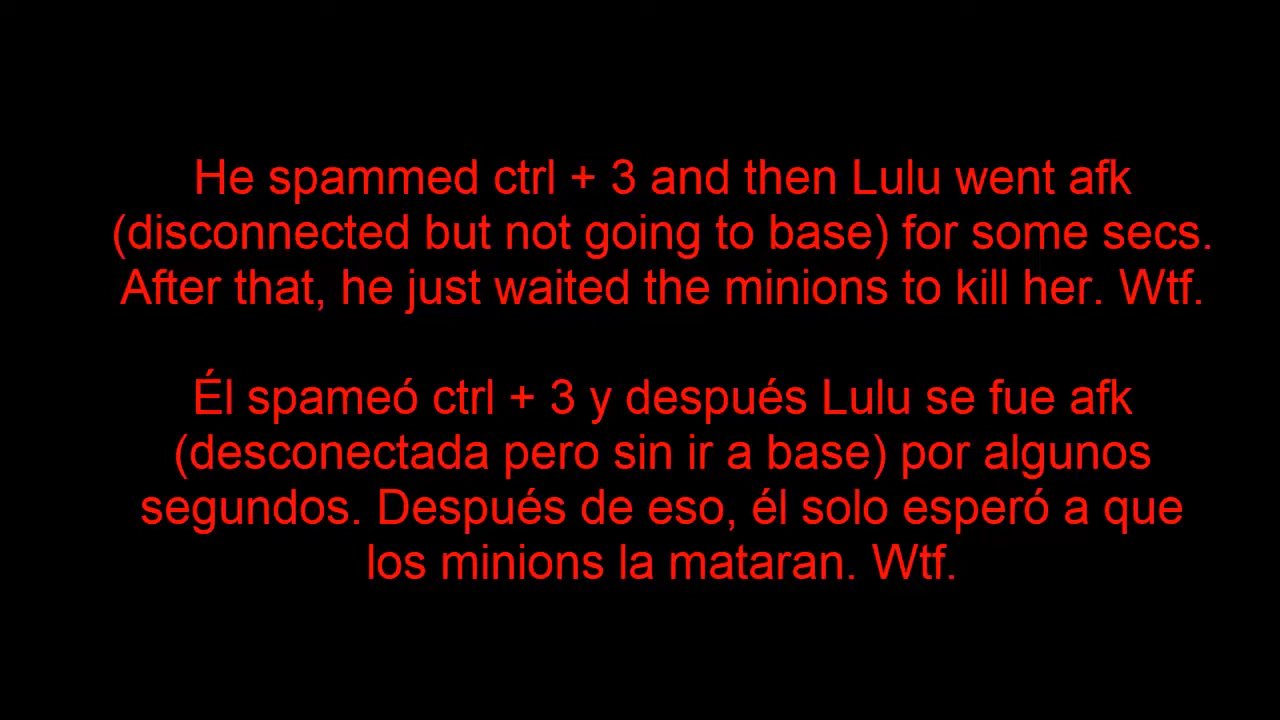 He spammed ctrl + 3 and then Lulu went afk
(disconnected but not going to base) for some secs.
After that, he just waited the minions to kill her. Wtf.
Él spameó ctrl + 3 y después Lulu se fue afk
(desconectada pero sin ir a base) por algunos
segundos. Después de eso, él solo esperó a que
los minions la mataran. Wtf.